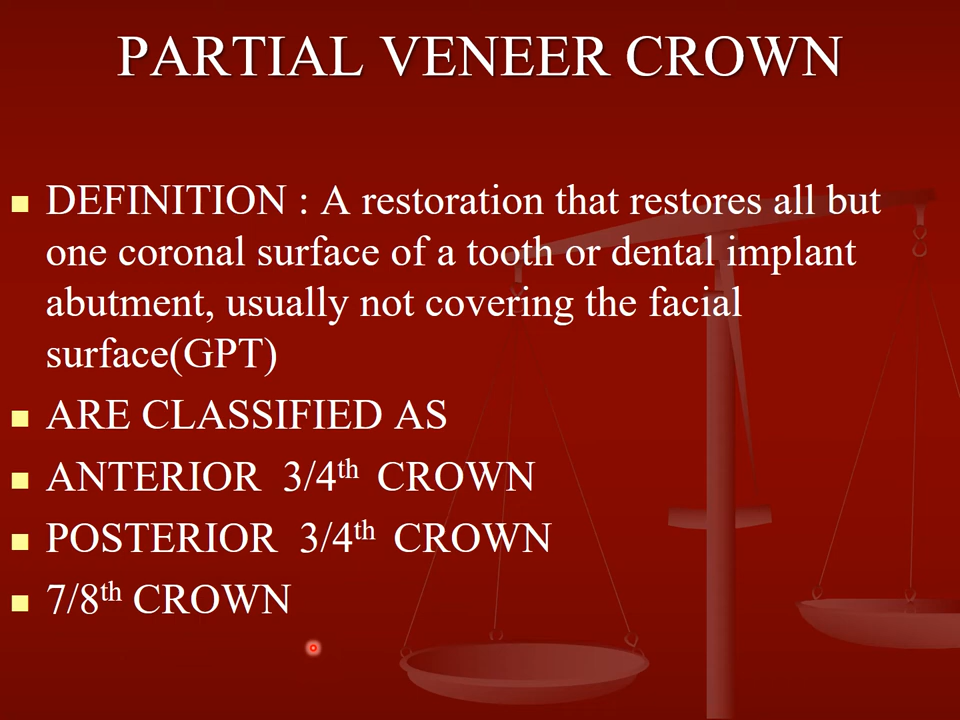 PARTIAL VENEER CROWN
DEFINITION : A restoration that restores all but
one coronal surface of a tooth or dental implant
abutment, usually not covering the facial
surface(GPT)
ARE CLASSIFIED AS
ANTERIOR 3/4th CROWN
POSTERIOR 3/4th CROWN
7/8th CROWN